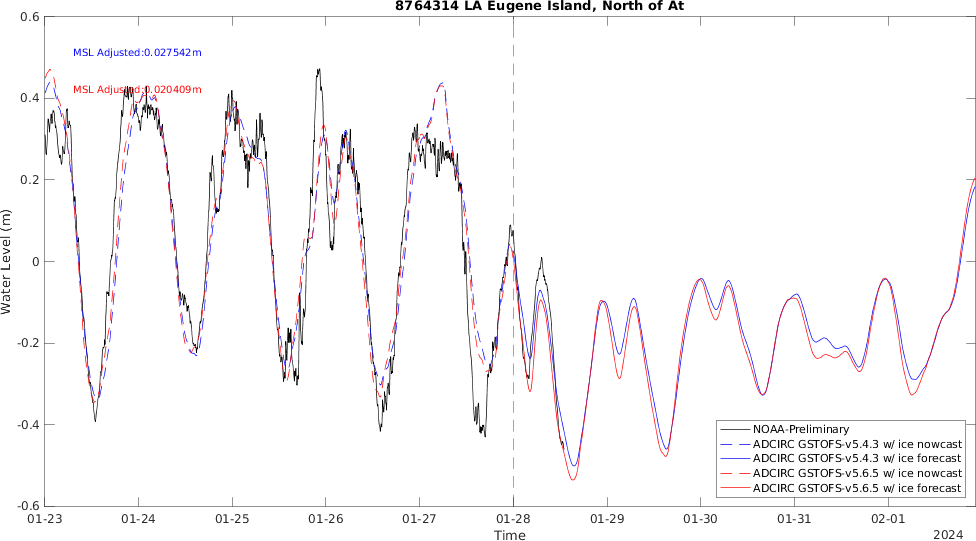 8764314 LA Eugene Island, North of At
MSL Adjusted:0.027542m
MSL Adjusted:0.020409m
Water Level (m)
0.6
0.4
0.2
0
-0.2
-0.4
-0.6
NOAA-Preliminary
ADCIRC GSTOFS-v5.4.3 w/ ice nowcast
ADCIRC GSTOFS-v5.4.3 w/ ice forecast
ADCIRC GSTOFS-v5.6.5 w/ ice nowcast
ADCIRC GSTOFS-v5.6.5 w/ ice forecast
01-23 01-24 01-25 01-26 01-27 01-28 01-29 01-30 01-31 02-01
Time
2024